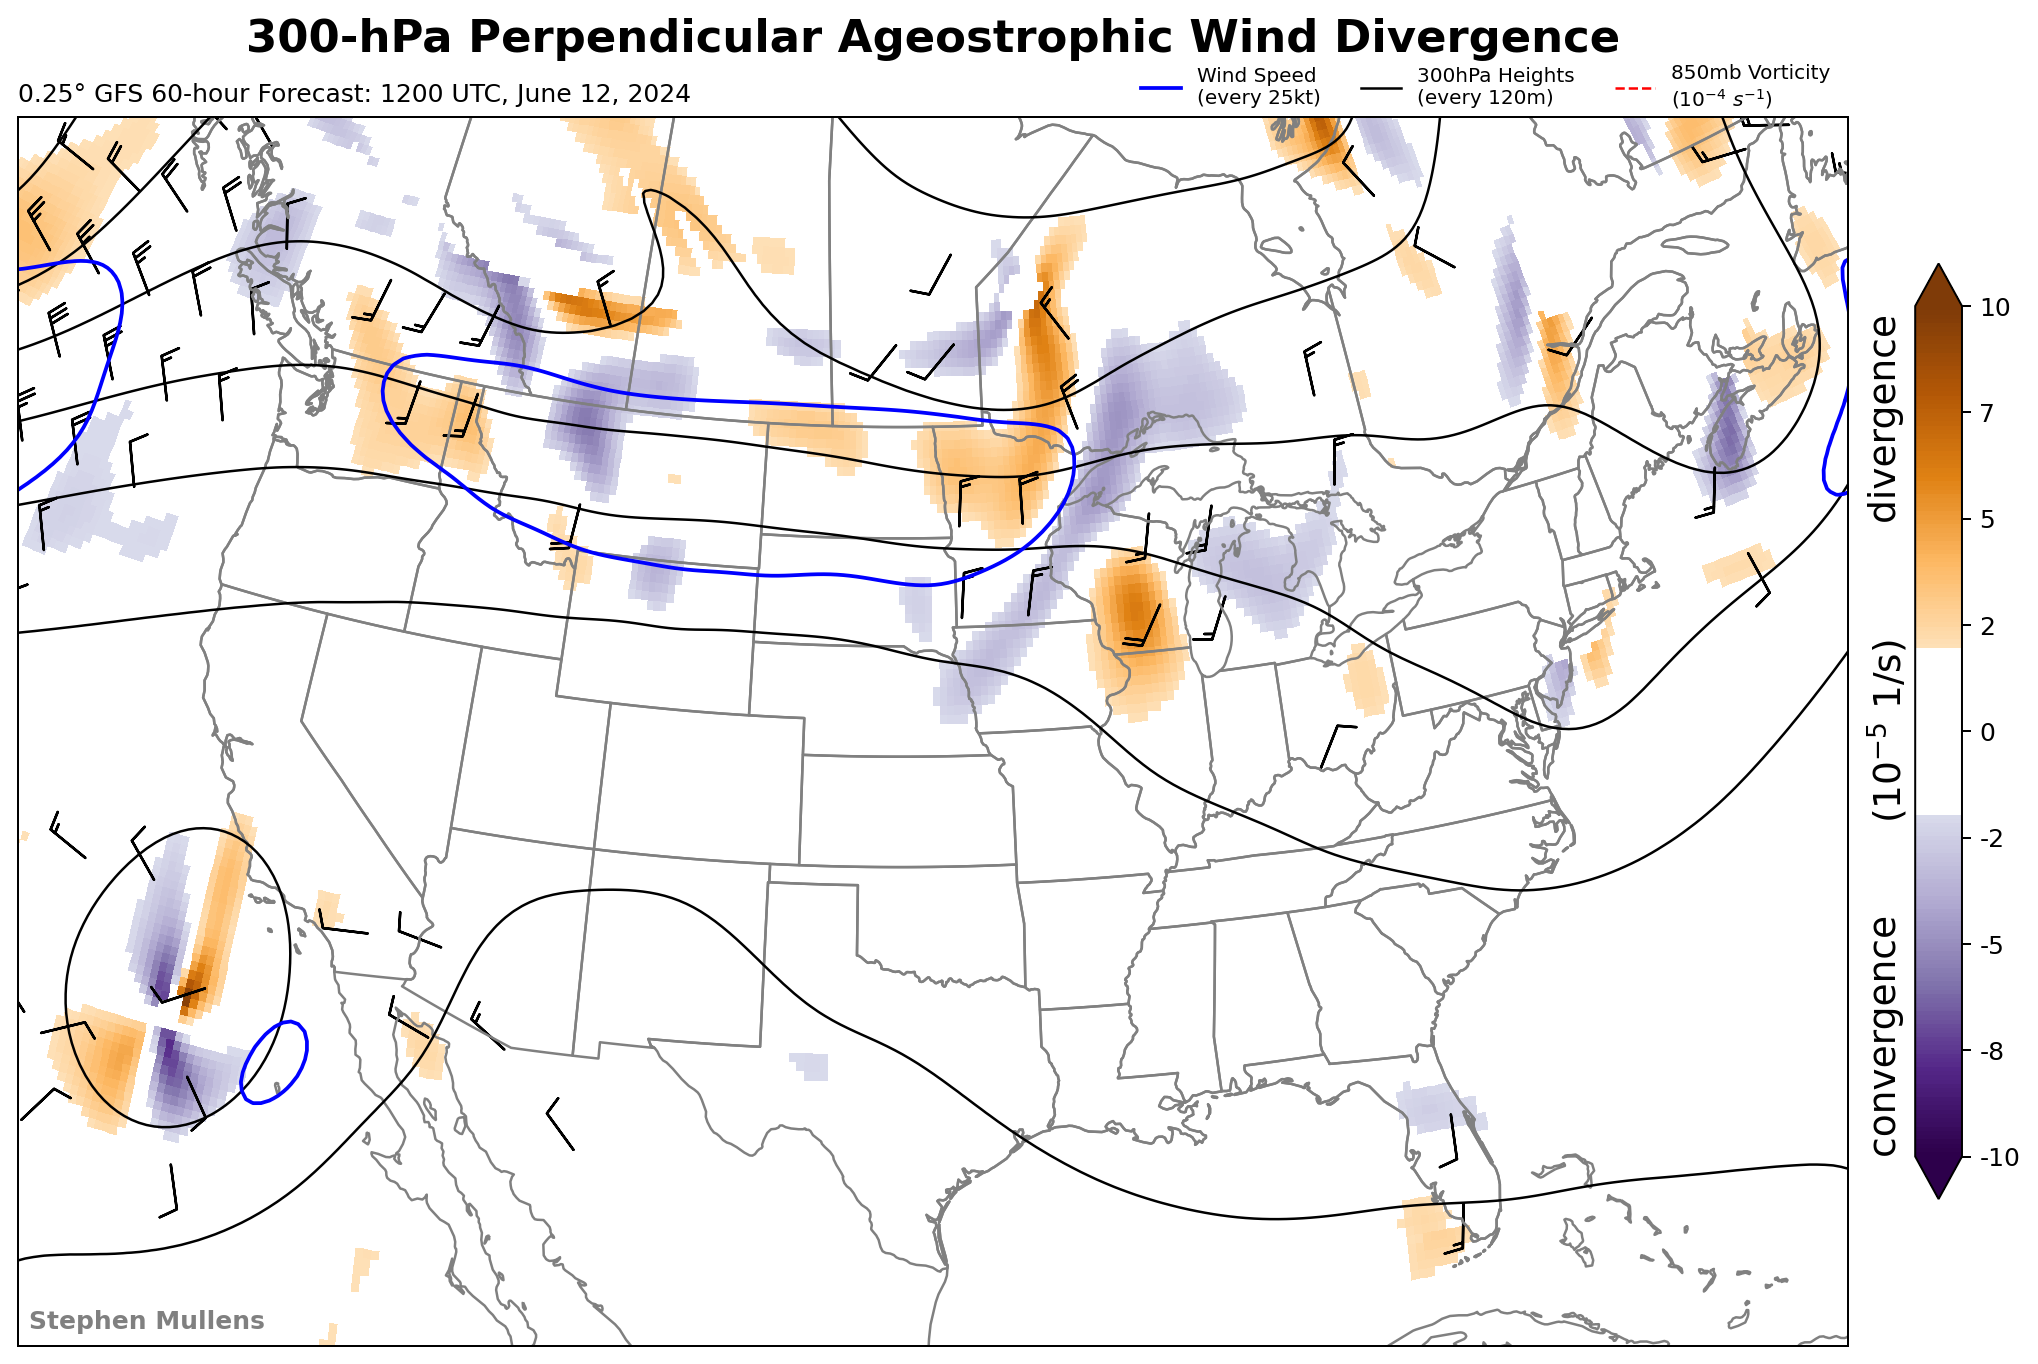 300-hPa Perpendicular Ageostrophic Wind Divergence
0.25° GFS 60-hour Forecast: 1200 UTC, June 12, 2024
Wind Speed
(every 25kt)
300hPa Heights
(every 120m)
850mb Vorticity
(10⁻⁴ s⁻¹)
10
7
5
2
0
-2
-5
-8
-10
convergence (10⁻⁵ 1/s) divergence
Stephen Mullens